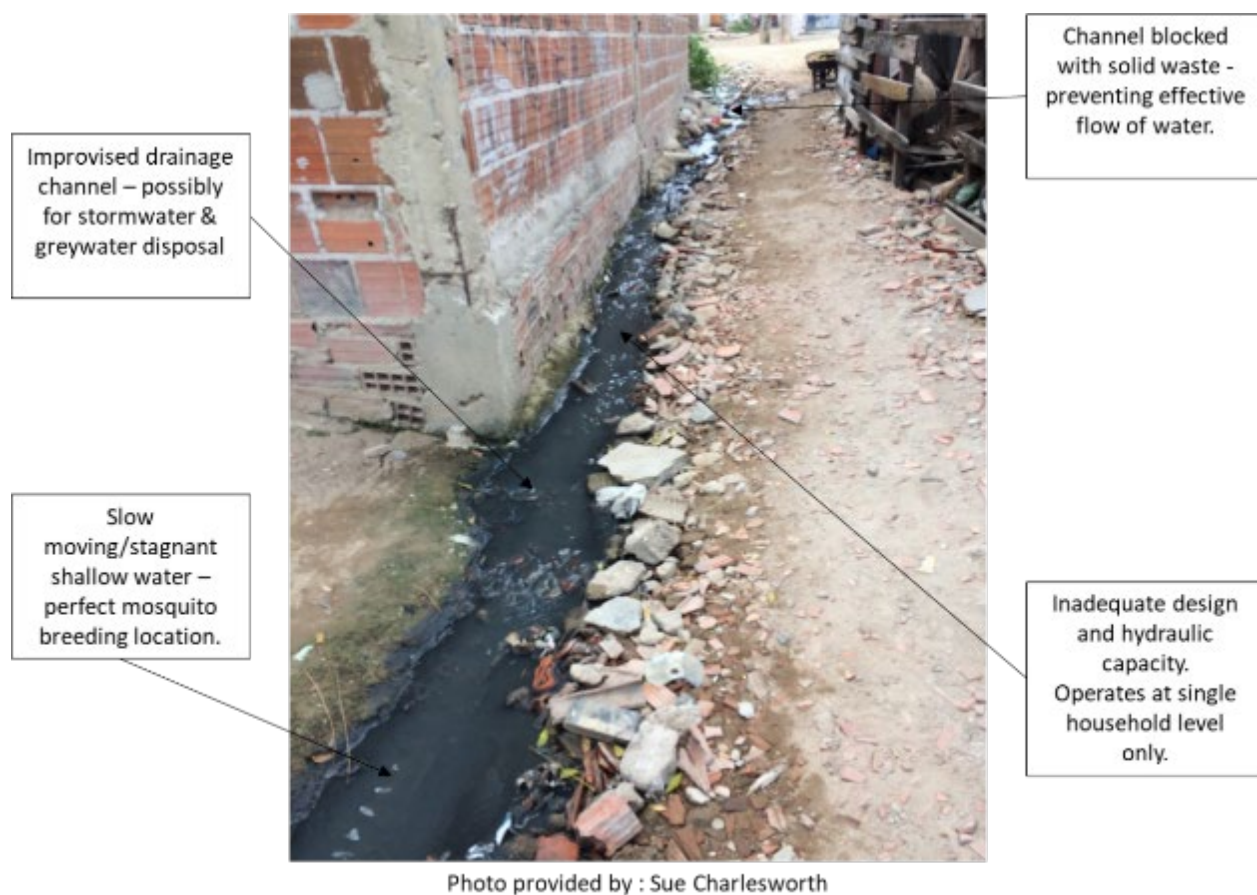 Improvised drainage
channel – possibly
for stormwater &
greywater disposal
Slow
moving/stagnant
shallow water –
perfect mosquito
breeding location.
Channel blocked
with solid waste -
preventing effective
flow of water.
Inadequate design
and hydraulic
capacity.
Operates at single
household level
only.
Photo provided by : Sue Charlesworth